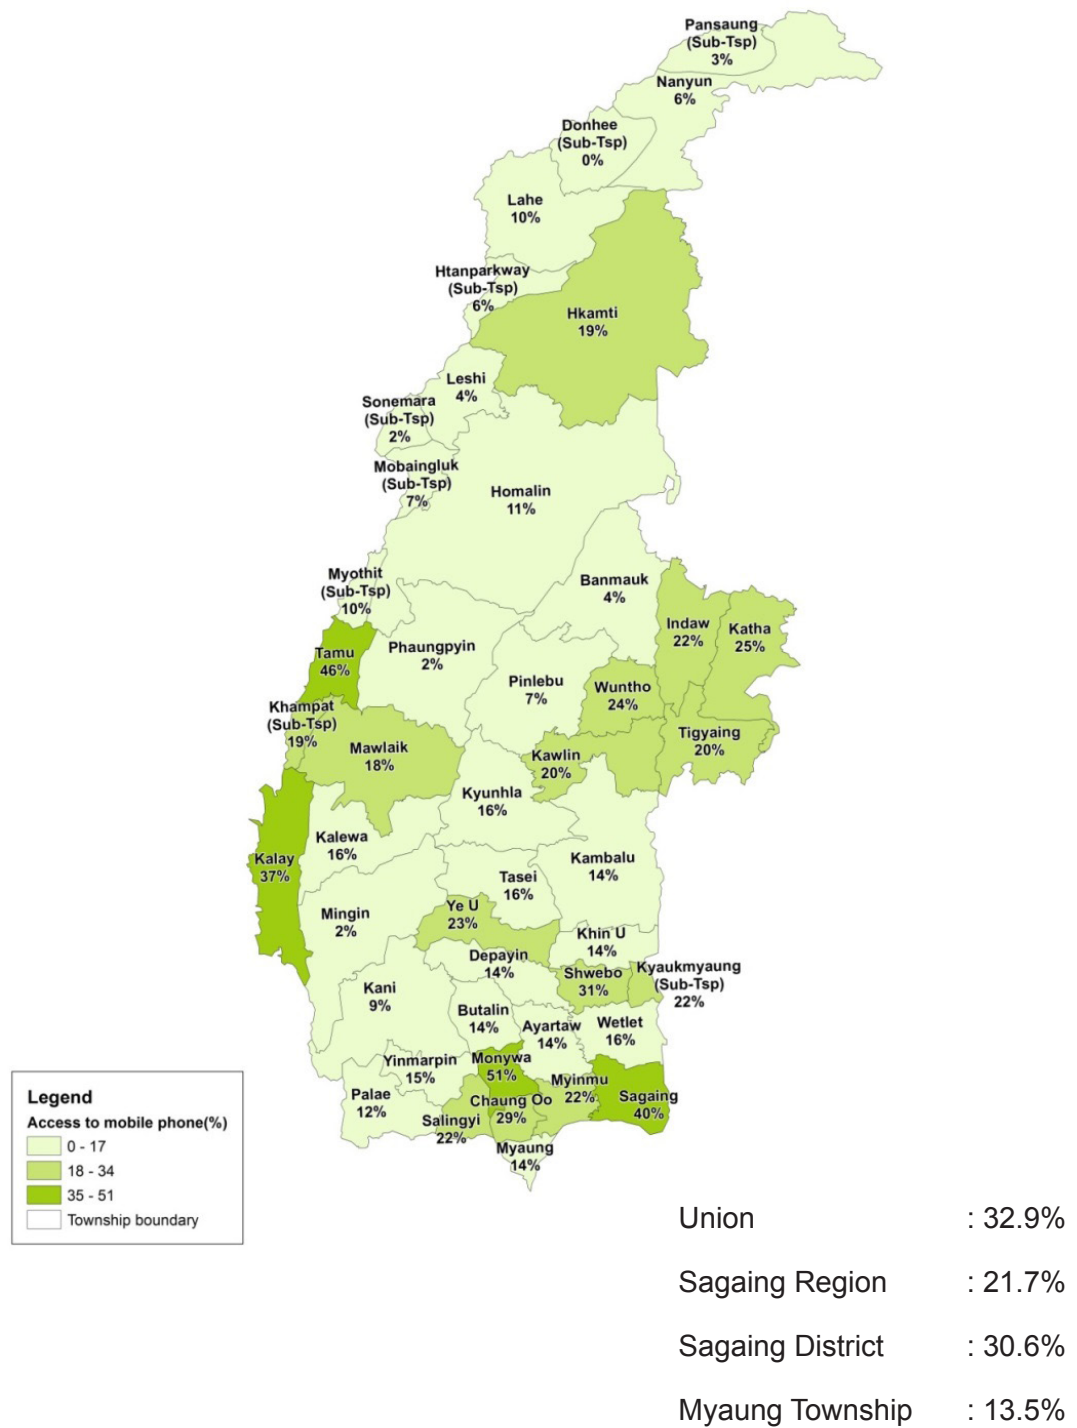 Pansaung
(Sub-Tsp)
3%
Nanyun
6%
Donhee
(Sub-Tsp)
0%
Lahe
10%
Htanparkway
(Sub-Tsp)
6%
Hkamti
19%
Leshi
4%
Sonemara
(Sub-Tsp)
2%
Mobaingluk
(Sub-Tsp)
7%
Homalin
11%
Myothit
(Sub-Tsp)
10%
Banmauk
4%
Indaw
22%
Katha
25%
Tamu
46%
Phaungpyin
2%
Pinlebu
7%
Wuntho
24%
Khampat
(Sub-Tsp)
19%
Mawlaik
18%
Kawlin
20%
Tigyaing
20%
Kyunhla
16%
Kalewa
16%
Kalay
37%
Kambalu
14%
Tasei
16%
Mingin
2%
Ye U
23%
Khin U
14%
Depayin
14%
Shwebo
31%
Kyaukmyaung
(Sub-Tsp)
22%
Kani
9%
Butalin
14%
Ayartaw
14%
Wetlet
16%
Yinmarpin
15%
Monywa
51%
Palae
12%
Salingyi
22%
Chaung Oo
29%
Myinmu
22%
Sagaing
40%
Myaung
14%
Legend
Access to mobile phone(%)
0 - 17
18 - 34
35 - 51
Township boundary
Union : 32.9%
Sagaing Region : 21.7%
Sagaing District : 30.6%
Myaung Township : 13.5%